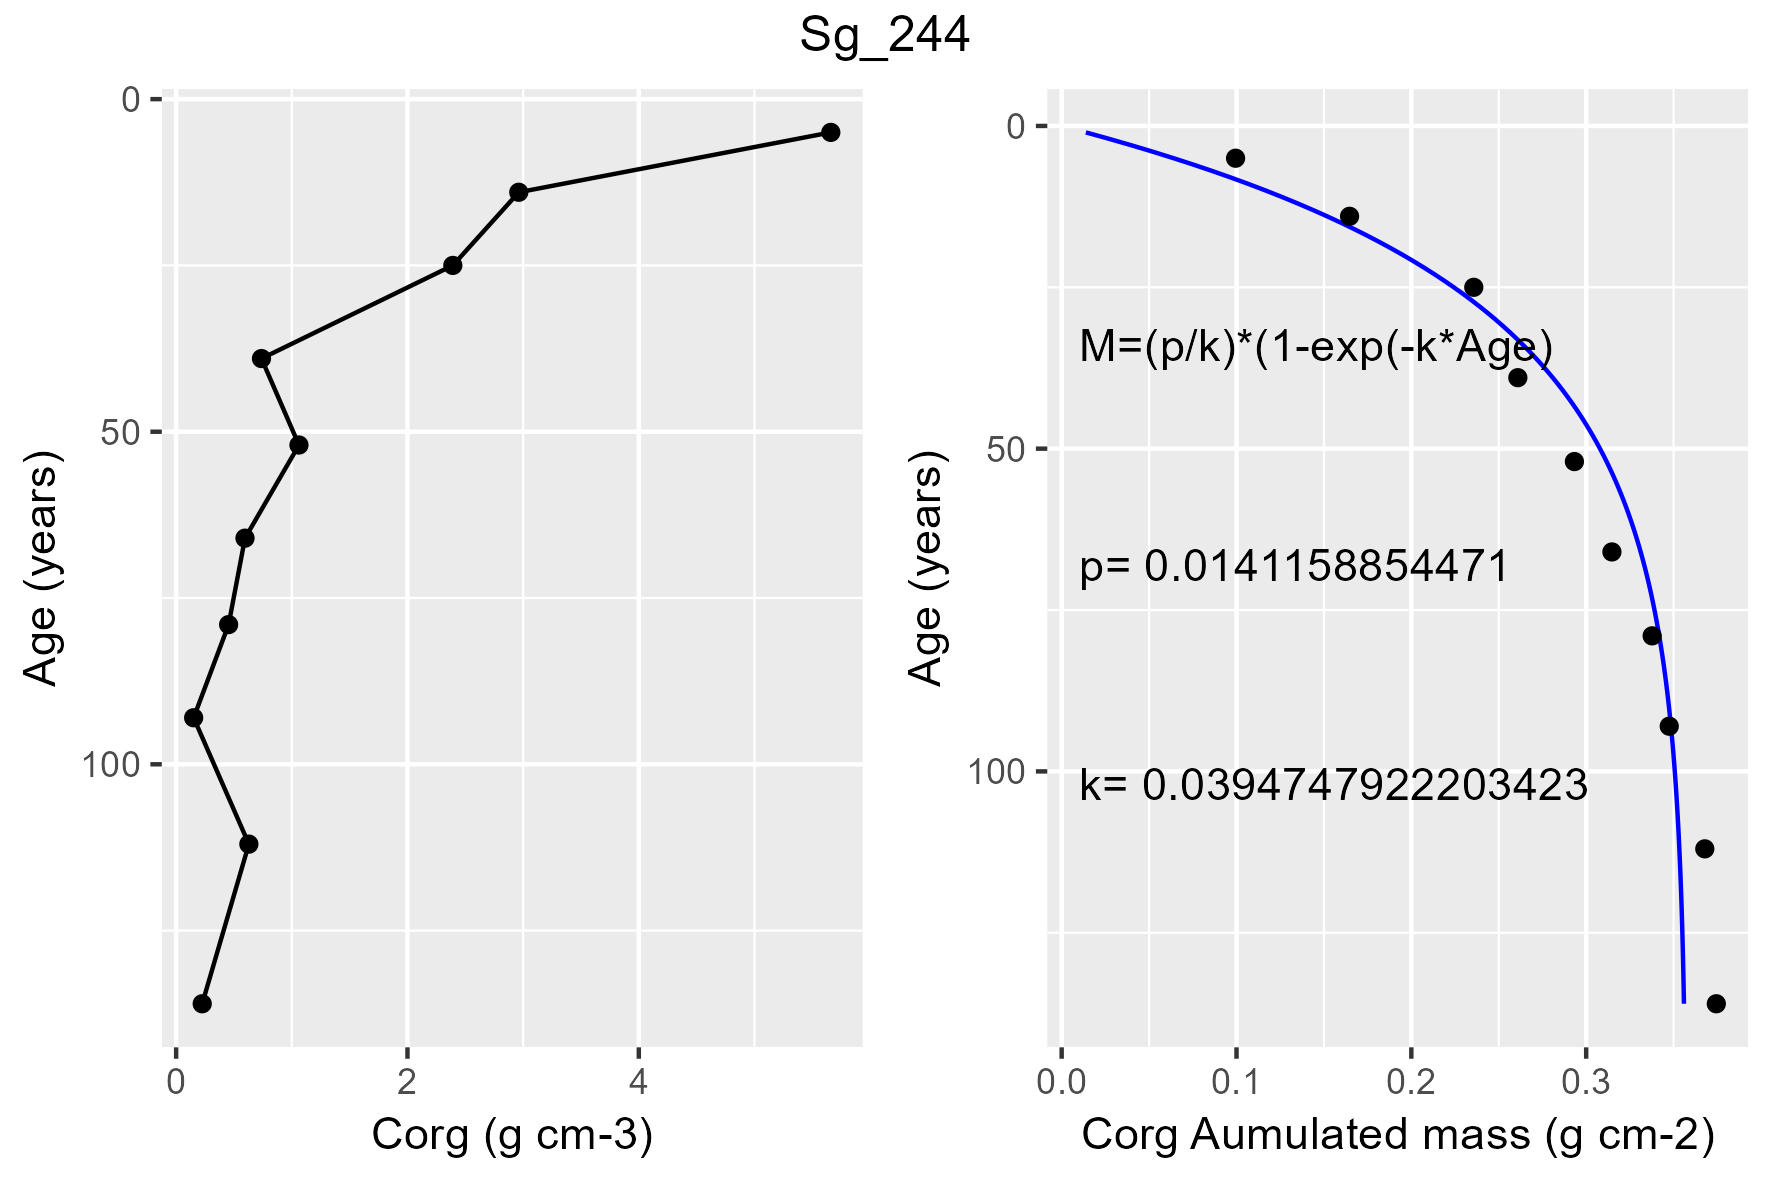 Sg_244
0
50
100
Age (years)
0 2 4
Corg (g cm-3)
0
50
100
Age (years)
M=(p/k)*(1-exp(-k*Age)
p= 0.0141158854471
k= 0.0394747922203423
0.0 0.1 0.2 0.3
Corg Aumulated mass (g cm-2)